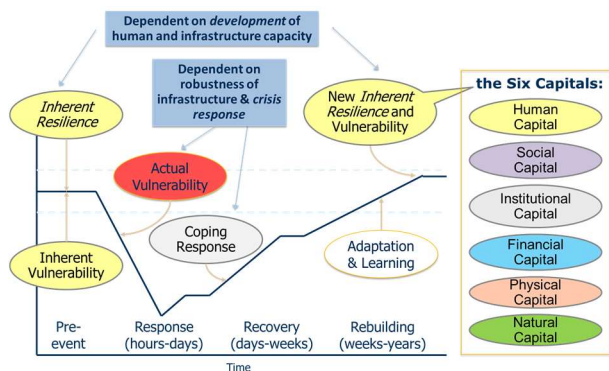 Dependent on development of
human and infrastructure capacity
Dependent on
robustness of
infrastructure & crisis
response
Inherent
Resilience
New Inherent
Resilience and
Vulnerability
the Six Capitals:
Human
Capital
Social
Capital
Institutional
Capital
Financial
Capital
Physical
Capital
Natural
Capital
Actual
Vulnerability
Inherent
Vulnerability
Coping
Response
Adaptation
& Learning
Pre-
event
Response
(hours-days)
Recovery
(days-weeks)
Rebuilding
(weeks-years)
Time